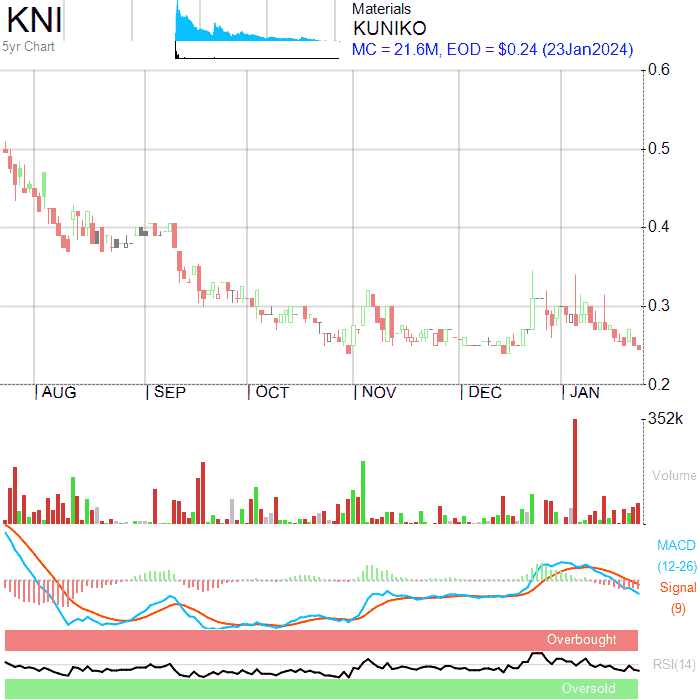 KNI
5yr Chart
Materials
KUNIKO
MC = 21.6M, EOD = $0.24 (23Jan2024)
0.6
0.5
0.4
0.3
0.2
AUG SEP OCT NOV DEC JAN
352k
Volume
MACD
(12-26)
Signal
(9)
Overbought
RSI(14)
Oversold